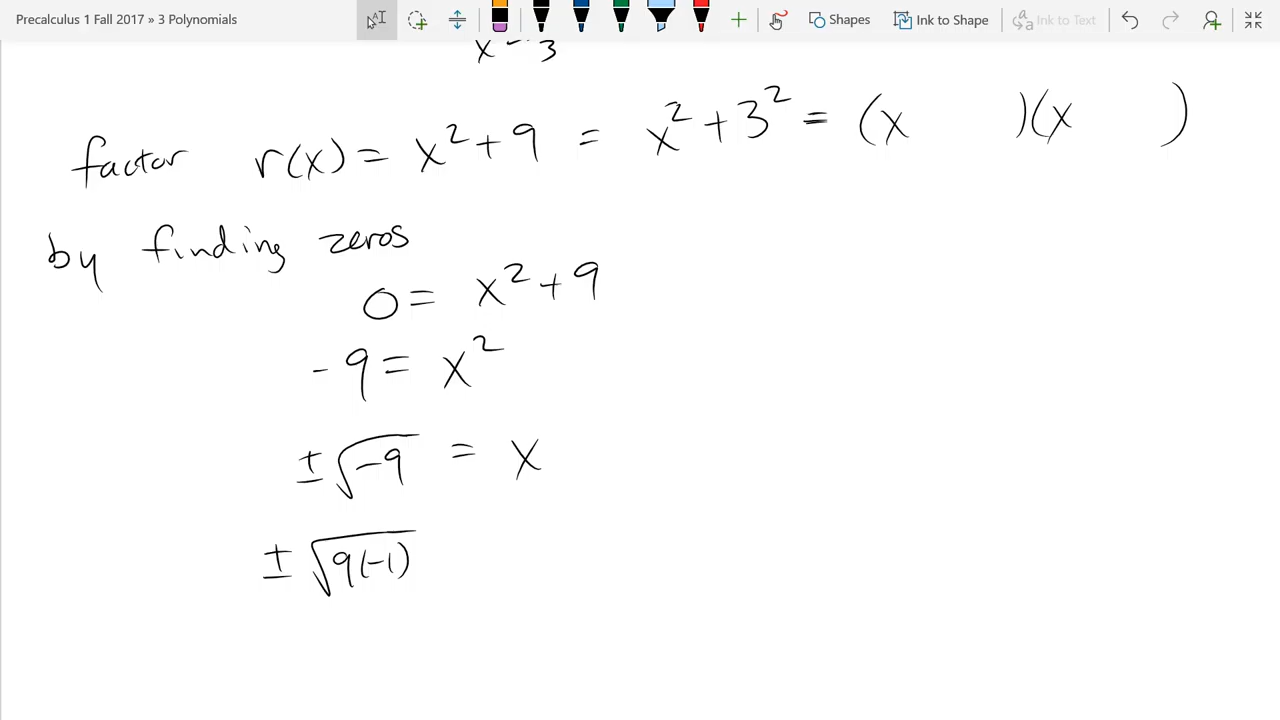 Precalculus 1 Fall 2017 » 3 Polynomials
Shapes
Ink to Shape
Ink to Text
factor r(x) = x² + 9 = x² + 3² = (x )(x )
by finding zeros
0 = x² + 9
-9 = x²
± √-9 = x
± √9(-1)